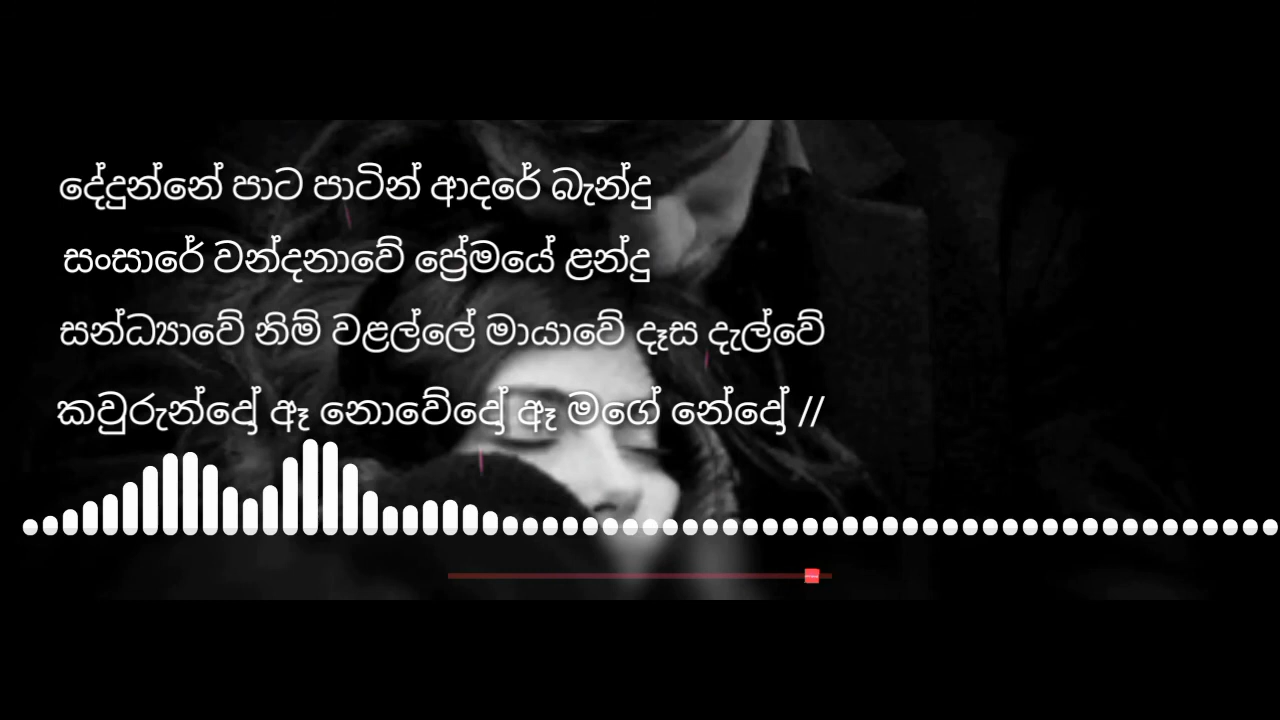 දේදුන්නේ පාට පාටින් ආදරේ බැන්දු
සංසාරේ වන්දනාවේ ප්‍රේමයේ ළන්දු
සන්ධ්‍යාවේ නිම් වළල්ලේ මායාවේ දෑස දැල්වේ
කවුරුන්දෝ ඈ නොවේදෝ ඈ මගේ නේදෝ //